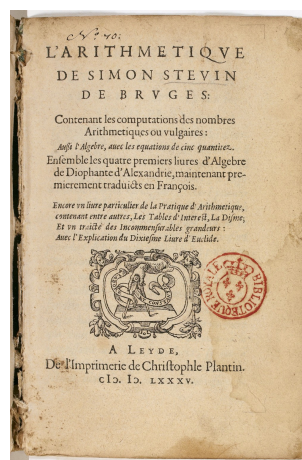 N.° 70.
L'ARITHMETIQVE
DE SIMON STEVIN
DE BRVGES:
Contenant les computations des nombres
Arithmetiques ou vulgaires :
Aussi l'Algebre, auec les equations de cinc quantitez.
Ensemble les quatre premiers liures d'Algebre
de Diophante d'Alexandrie, maintenant pre-
mierement traduicts en François.
Encore vn liure particulier de la Pratique d'Arithmetique,
contenant entre autres, Les Tables d'Interest, La Disme;
Et vn traicté des Incommensurables grandeurs :
Auec l'Explication du Dixiesme Liure d'Euclide.
BIBLIOTHEQUE ROYALE
A LEYDE,
De l'Imprimerie de Christophle Plantin.
cIↃ. IↃ. LXXXV.